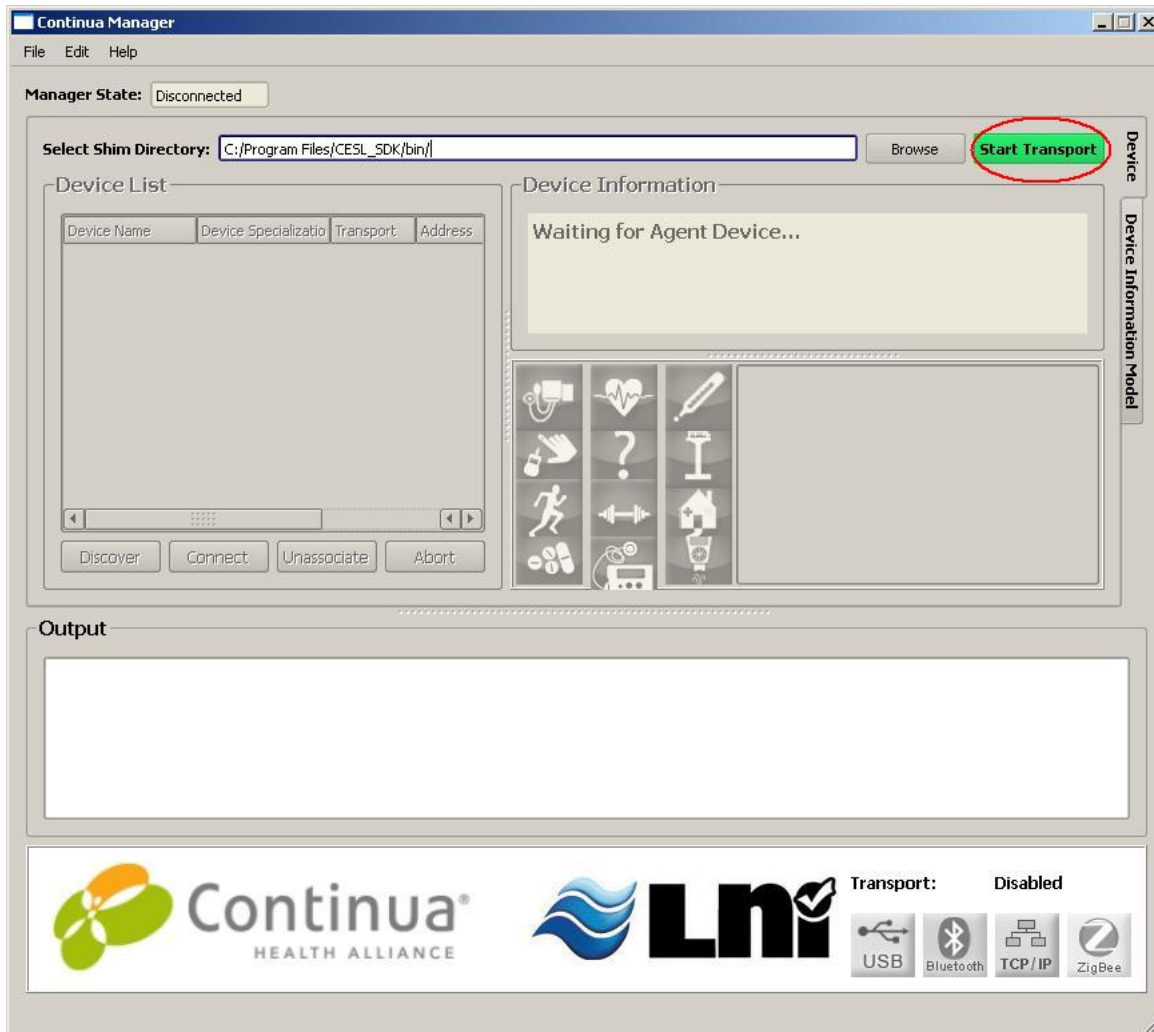 Continua Manager
File Edit Help
Manager State: Disconnected
Select Shim Directory: C:/Program Files/CESL_SDK/bin/ Browse Start Transport
Device
Device Information Model
Device List
Device Name Device Specializatio Transport Address
Discover Connect Unassociate Abort
Device Information
Waiting for Agent Device...
?
Output
Continua®
HEALTH ALLIANCE
LNi
Transport: Disabled
USB Bluetooth TCP/IP ZigBee